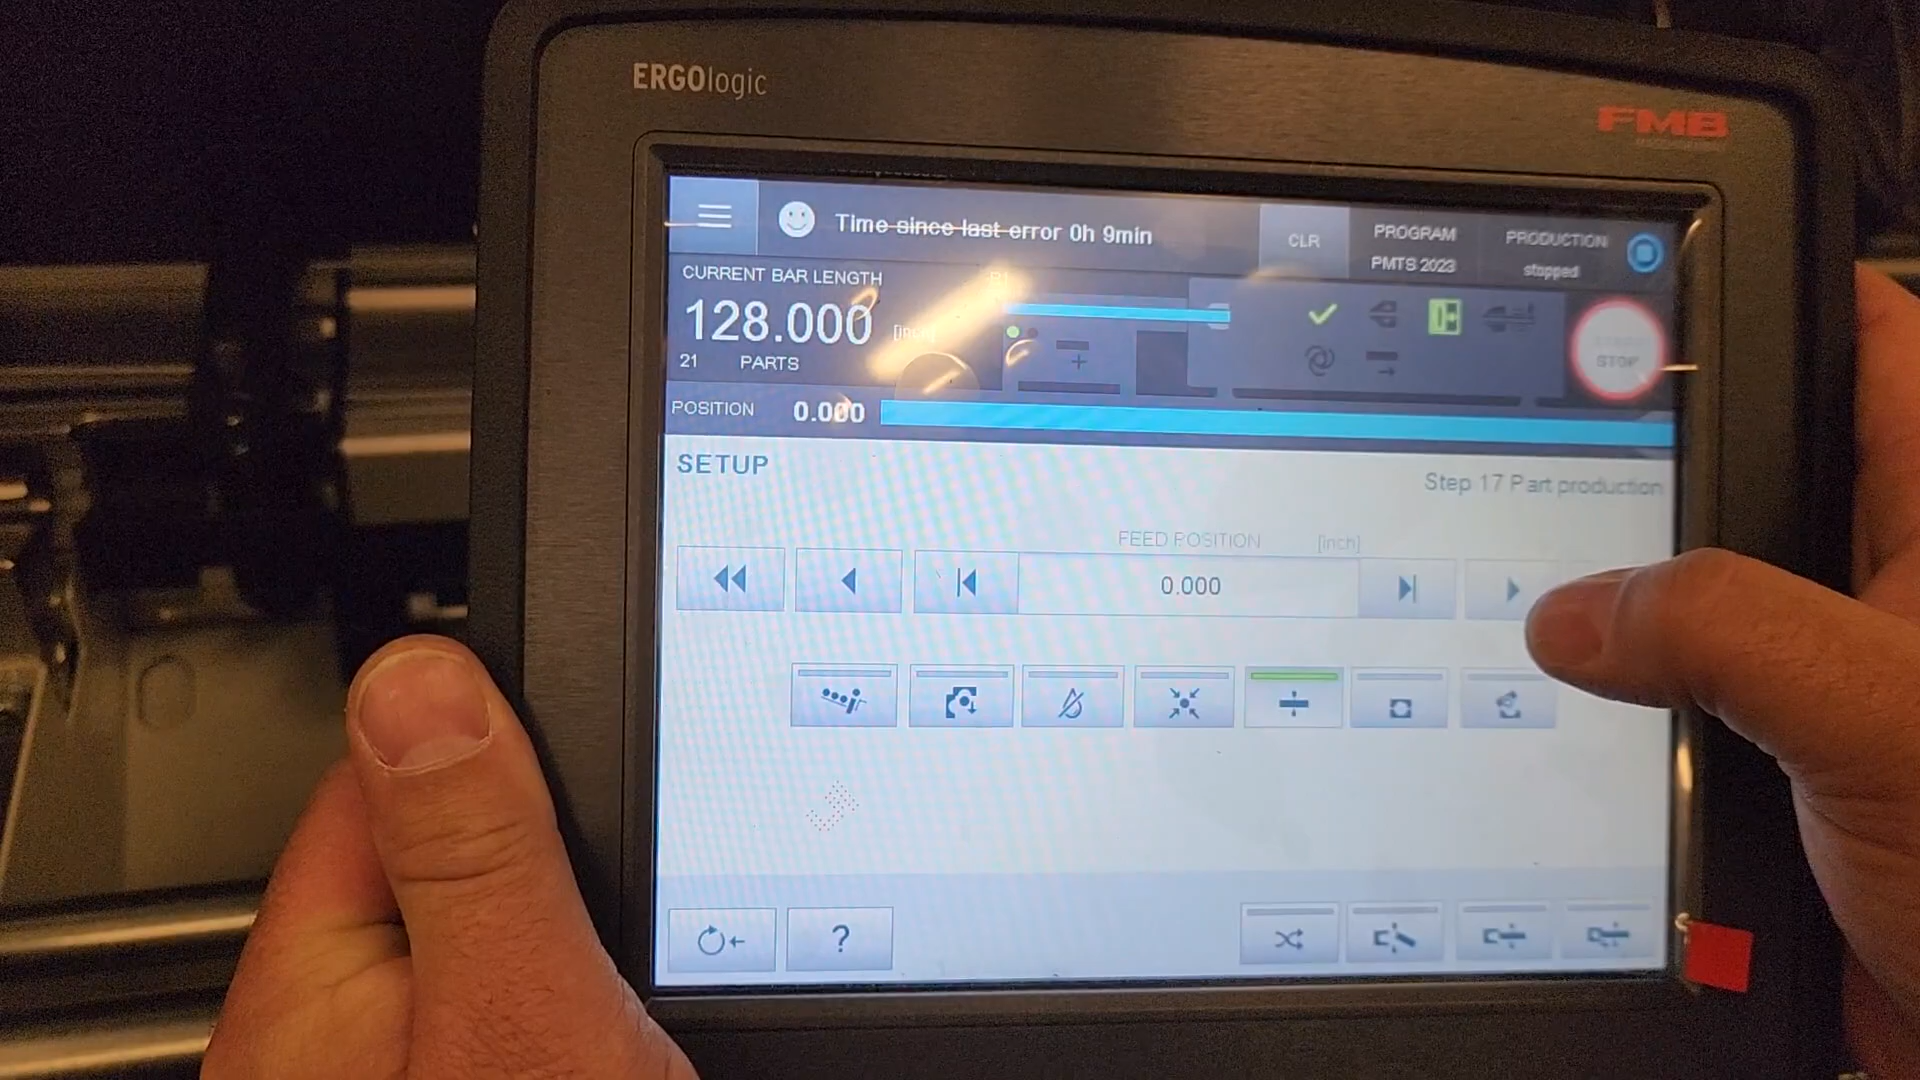 ERGOlogic
FMB
Time since last error 0h 9min
CLR
PROGRAM
PMTS 2023
PRODUCTION
stopped
CURRENT BAR LENGTH
128.000 [inch]
21 PARTS
STOP
POSITION 0.000
SETUP
Step 17 Part production
FEED POSITION [inch]
0.000
?